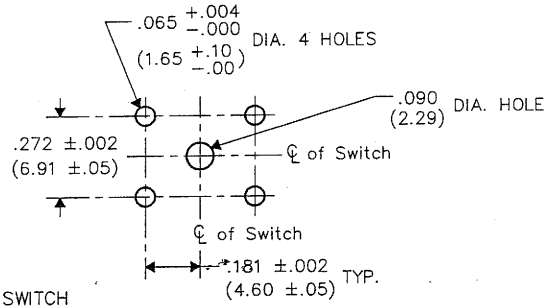 .065 +.004 -.000 DIA. 4 HOLES
(1.65 +.10 -.00)
.090 DIA. HOLE
(2.29)
.272 ±.002
(6.91 ±.05)
℄ of Switch
℄ of Switch
.181 ±.002 TYP.
(4.60 ±.05)
SWITCH